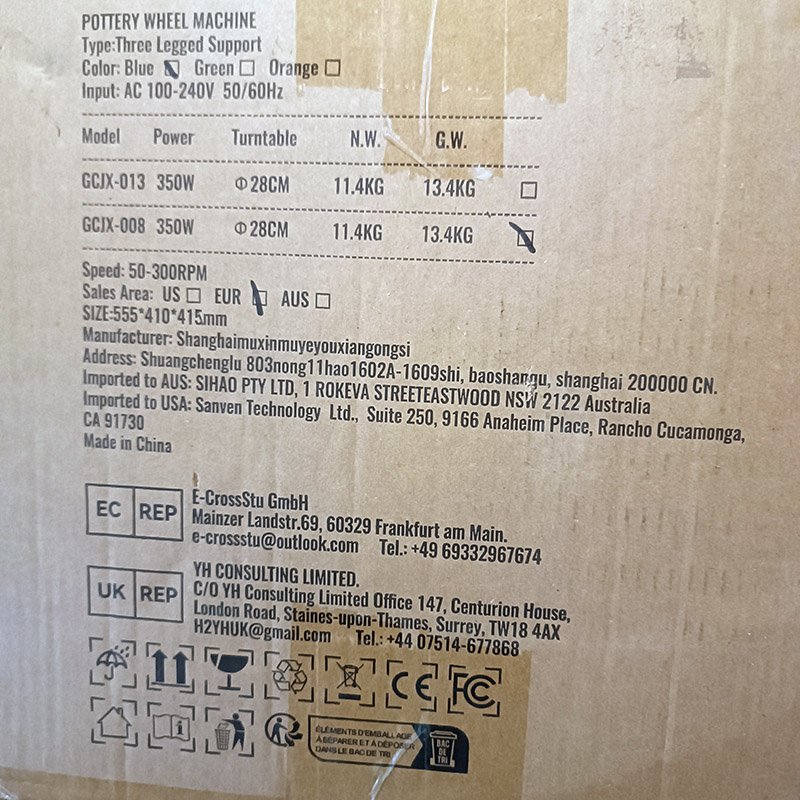 POTTERY WHEEL MACHINE
Type:Three Legged Support
Color: Blue Green Orange
Input: AC 100-240V 50/60Hz
Model Power Turntable N.W. G.W.
GCJX-013 350W Φ28CM 11.4KG 13.4KG
GCJX-008 350W Φ28CM 11.4KG 13.4KG
Speed: 50-300RPM
Sales Area: US EUR AUS
SIZE:555*410*415mm
Manufacturer: Shanghaimuxinmuyeyouxiangongsi
Address: Shuangchenglu 803nong11hao1602A-1609shi, baoshanqu, shanghai 200000 CN.
Imported to AUS: SIHAO PTY LTD, 1 ROKEVA STREETEASTWOOD NSW 2122 Australia
Imported to USA: Sanven Technology Ltd., Suite 250, 9166 Anaheim Place, Rancho Cucamonga,
CA 91730
Made in China
EC REP
E-CrossStu GmbH
Mainzer Landstr.69, 60329 Frankfurt am Main.
e-crossstu@outlook.com Tel.: +49 69332967674
UK REP
YH CONSULTING LIMITED.
C/O YH Consulting Limited Office 147, Centurion House,
London Road, Staines-upon-Thames, Surrey, TW18 4AX
H2YHUK@gmail.com Tel.: +44 07514-677868
CE FC
ÉLÉMENTS D'EMBALLAGE
À SÉPARER ET À DÉPOSER
DANS LE BAC DE TRI
BAC
DE
TRI